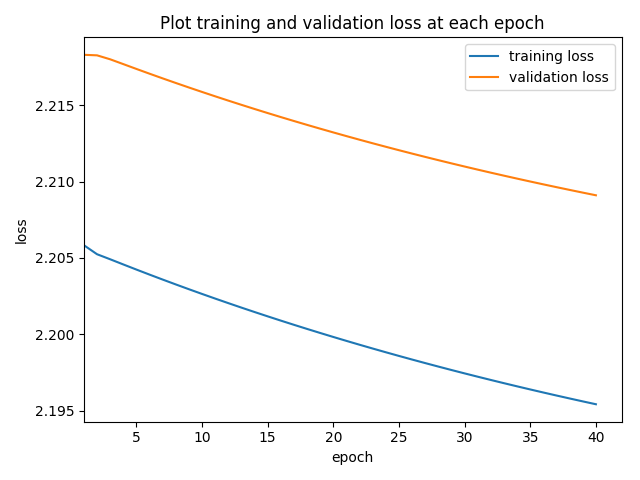 Plot training and validation loss at each epoch
training loss
validation loss
2.215
2.210
2.205
2.200
2.195
loss
5 10 15 20 25 30 35 40
epoch